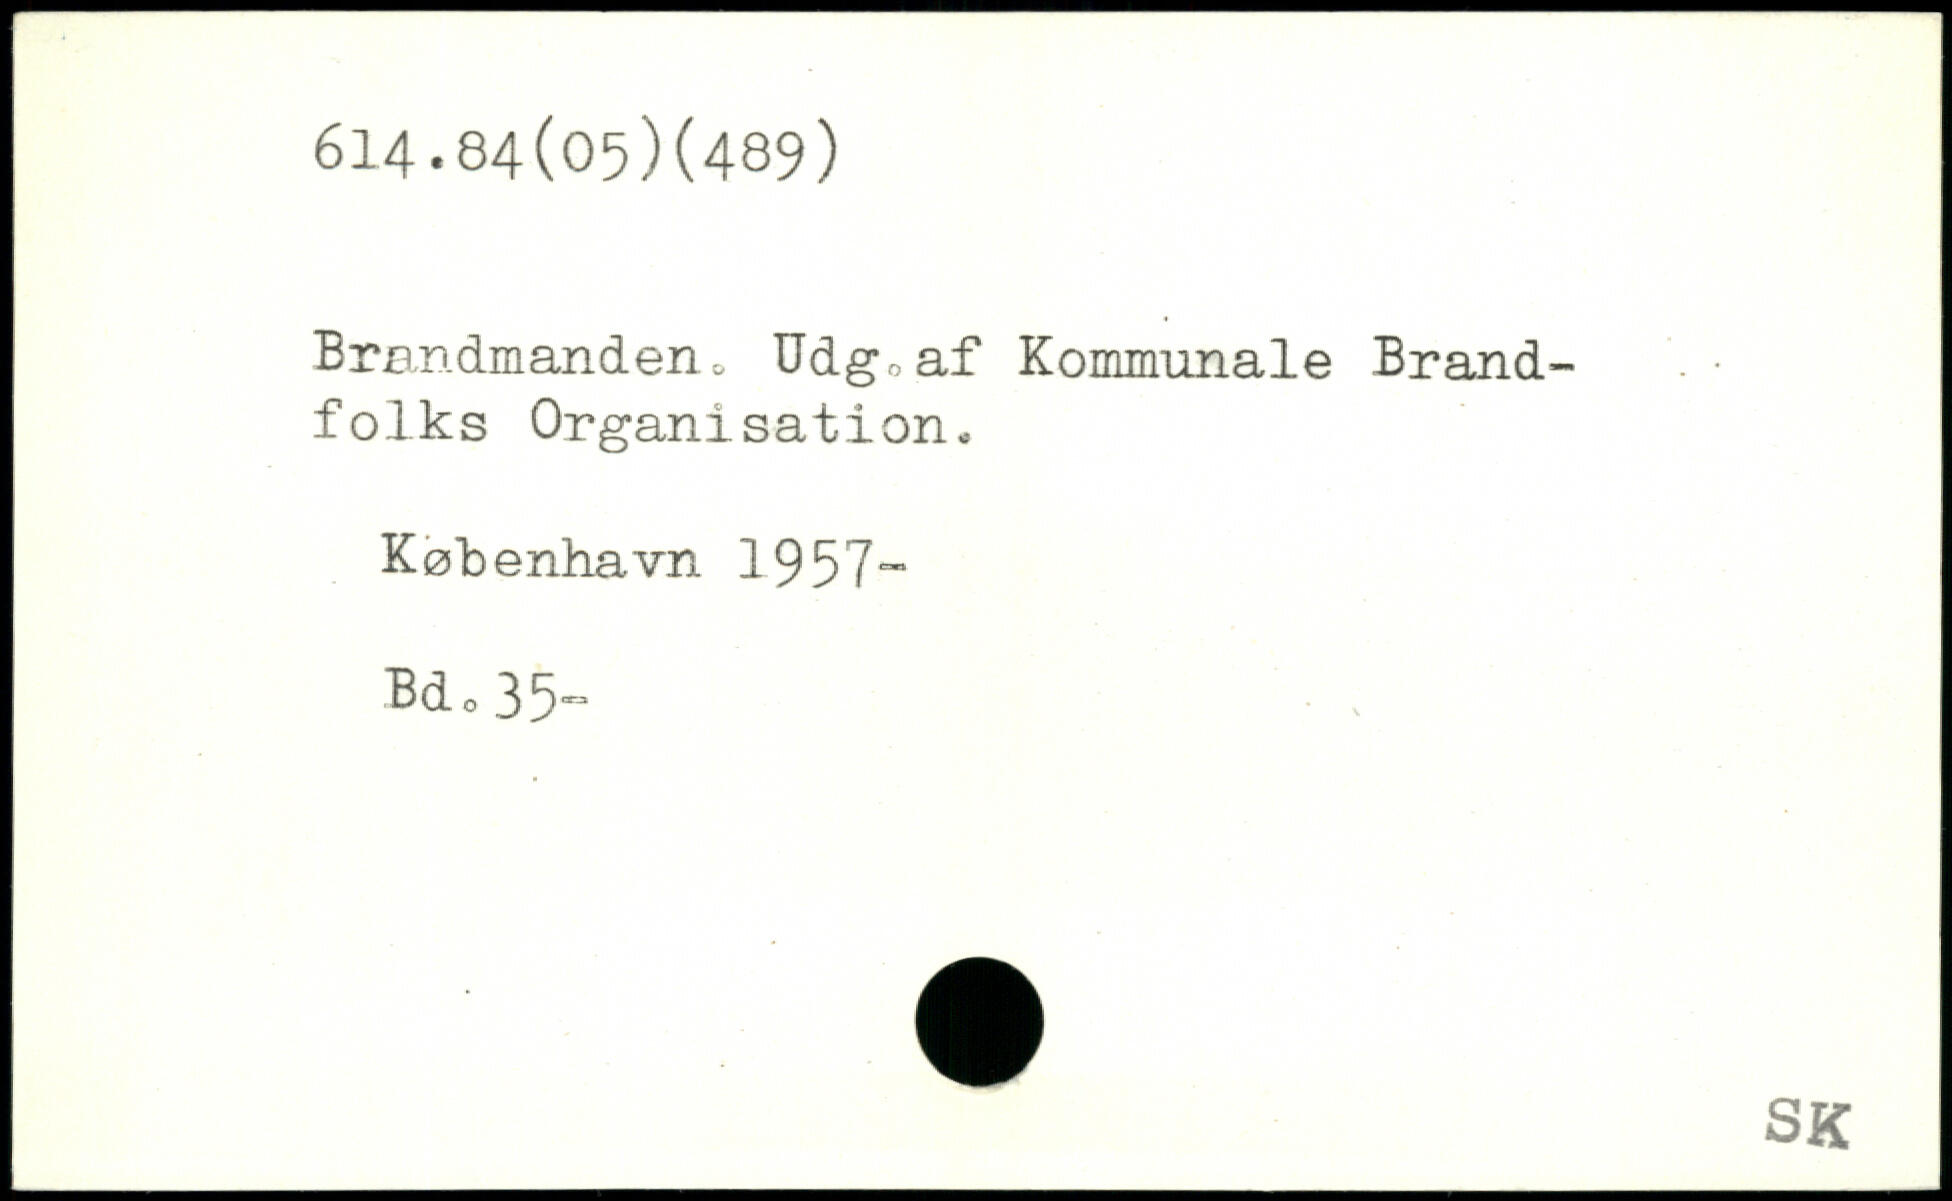 614.84(05)(489)
Brandmanden. Udg.af Kommunale Brand-
folks Organisation.
København 1957-
Bd.35-
SK